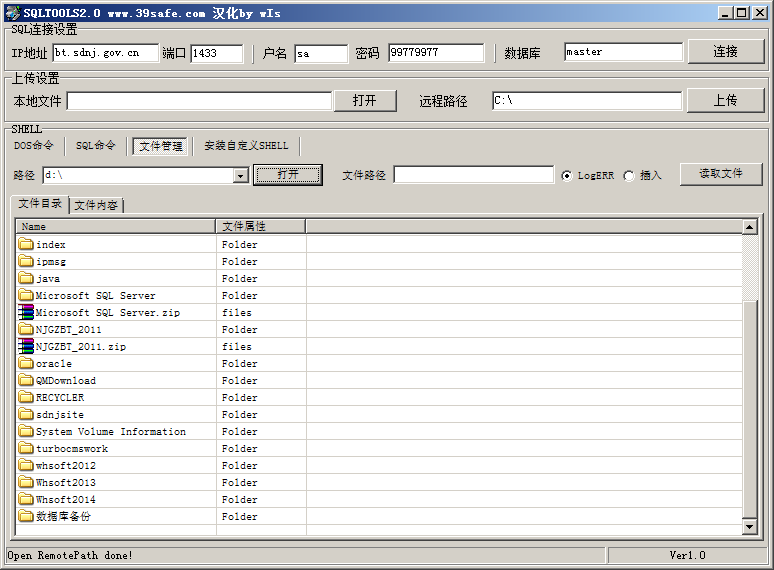 SQLTOOLS2.0 www.39safe.com 汉化by wIs
SQL连接设置
IP地址 bt.sdnj.gov.cn 端口 1433 户名 sa 密码 99779977 数据库 master 连接
上传设置
本地文件 打开 远程路径 C:\ 上传
SHELL
DOS命令 SQL命令 文件管理 安装自定义SHELL
路径 d:\ 打开 文件路径 LogERR 插入 读取文件
文件目录 文件内容
Name 文件属性
index Folder
ipmsg Folder
java Folder
Microsoft SQL Server Folder
Microsoft SQL Server.zip files
NJGZBT_2011 Folder
NJGZBT_2011.zip files
oracle Folder
QMDownload Folder
RECYCLER Folder
sdnjsite Folder
System Volume Information Folder
turbocmswork Folder
whsoft2012 Folder
Whsoft2013 Folder
Whsoft2014 Folder
数据库备份 Folder
Open RemotePath done! Ver1.0